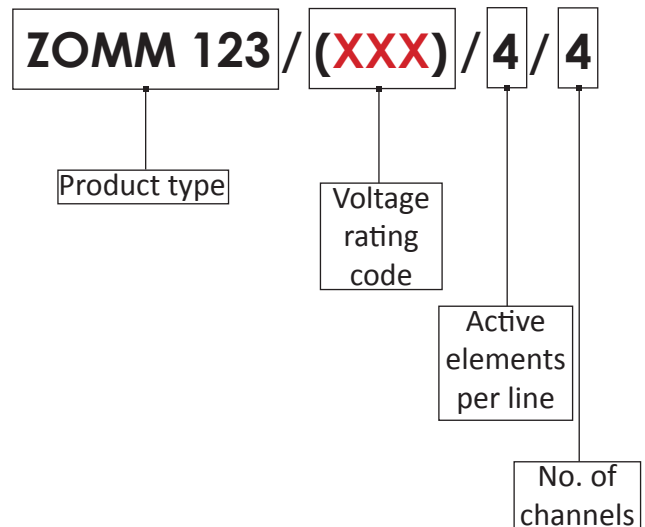 ZOMM 123/(XXX)/4/4
Product type
Voltage
rating
code
Active
elements
per line
No. of
channels